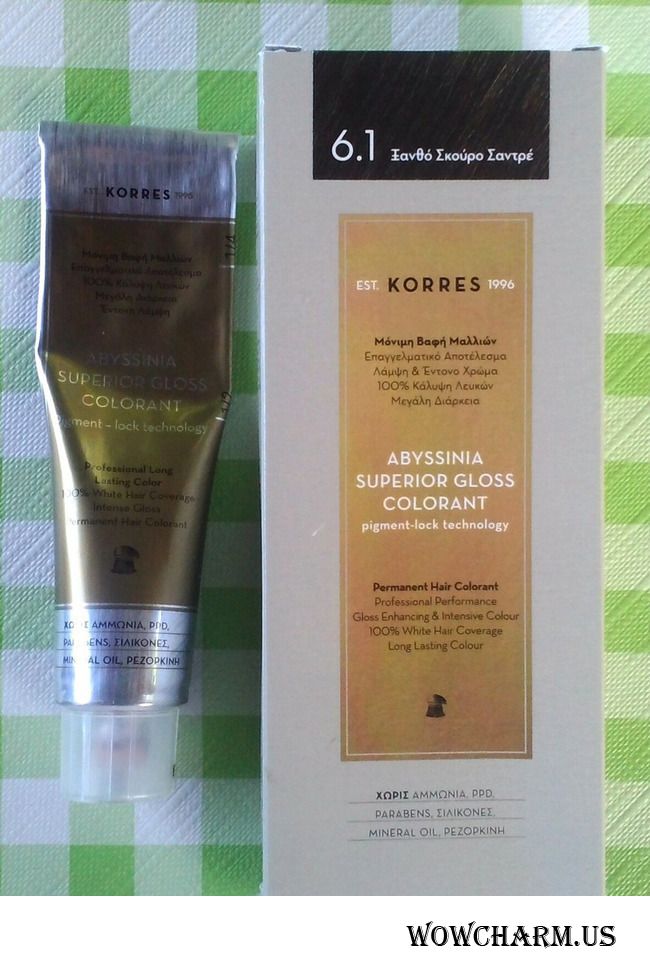 EST. KORRES 1996
Μόνιμη Βαφή Μαλλιών
Επαγγελματικό Αποτέλεσμα
100% Κάλυψη Λευκών
Μεγάλη Διάρκεια
Έντονη Λάμψη
1/4
ABYSSINIA
SUPERIOR GLOSS
COLORANT
1/2
Pigment - lock technology
Professional Long
Lasting Color
100% White Hair Coverage
Intense Gloss
Permanent Hair Colorant
ΧΩΡΙΣ ΑΜΜΩΝΙΑ, PPD,
PARABENS, ΣΙΛΙΚΟΝΕΣ,
MINERAL OIL, ΡΕΖΟΡΚΙΝΗ
6.1 Ξανθό Σκούρο Σαντρέ
EST. KORRES 1996
Μόνιμη Βαφή Μαλλιών
Επαγγελματικό Αποτέλεσμα
Λάμψη & Έντονο Χρώμα
100% Κάλυψη Λευκών
Μεγάλη Διάρκεια
ABYSSINIA
SUPERIOR GLOSS
COLORANT
pigment-lock technology
Permanent Hair Colorant
Professional Performance
Gloss Enhancing & Intensive Colour
100% White Hair Coverage
Long Lasting Colour
ΧΩΡΙΣ ΑΜΜΩΝΙΑ, PPD,
PARABENS, ΣΙΛΙΚΟΝΕΣ,
MINERAL OIL, ΡΕΖΟΡΚΙΝΗ
WOWCHARM.US